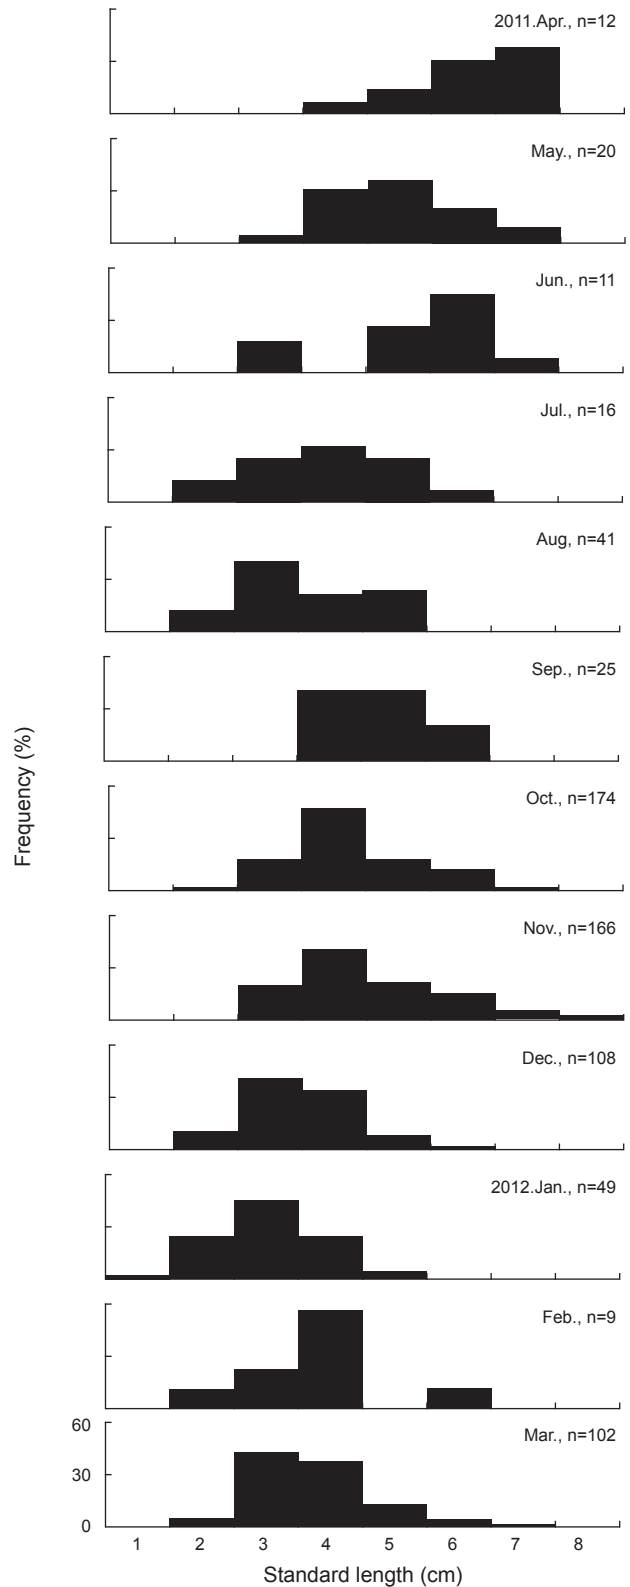 2011.Apr., n=12
May., n=20
Jun., n=11
Jul., n=16
Aug, n=41
Sep., n=25
Frequency (%)
Oct., n=174
Nov., n=166
Dec., n=108
2012.Jan., n=49
Feb., n=9
Mar., n=102
60
30
0
1 2 3 4 5 6 7 8
Standard length (cm)